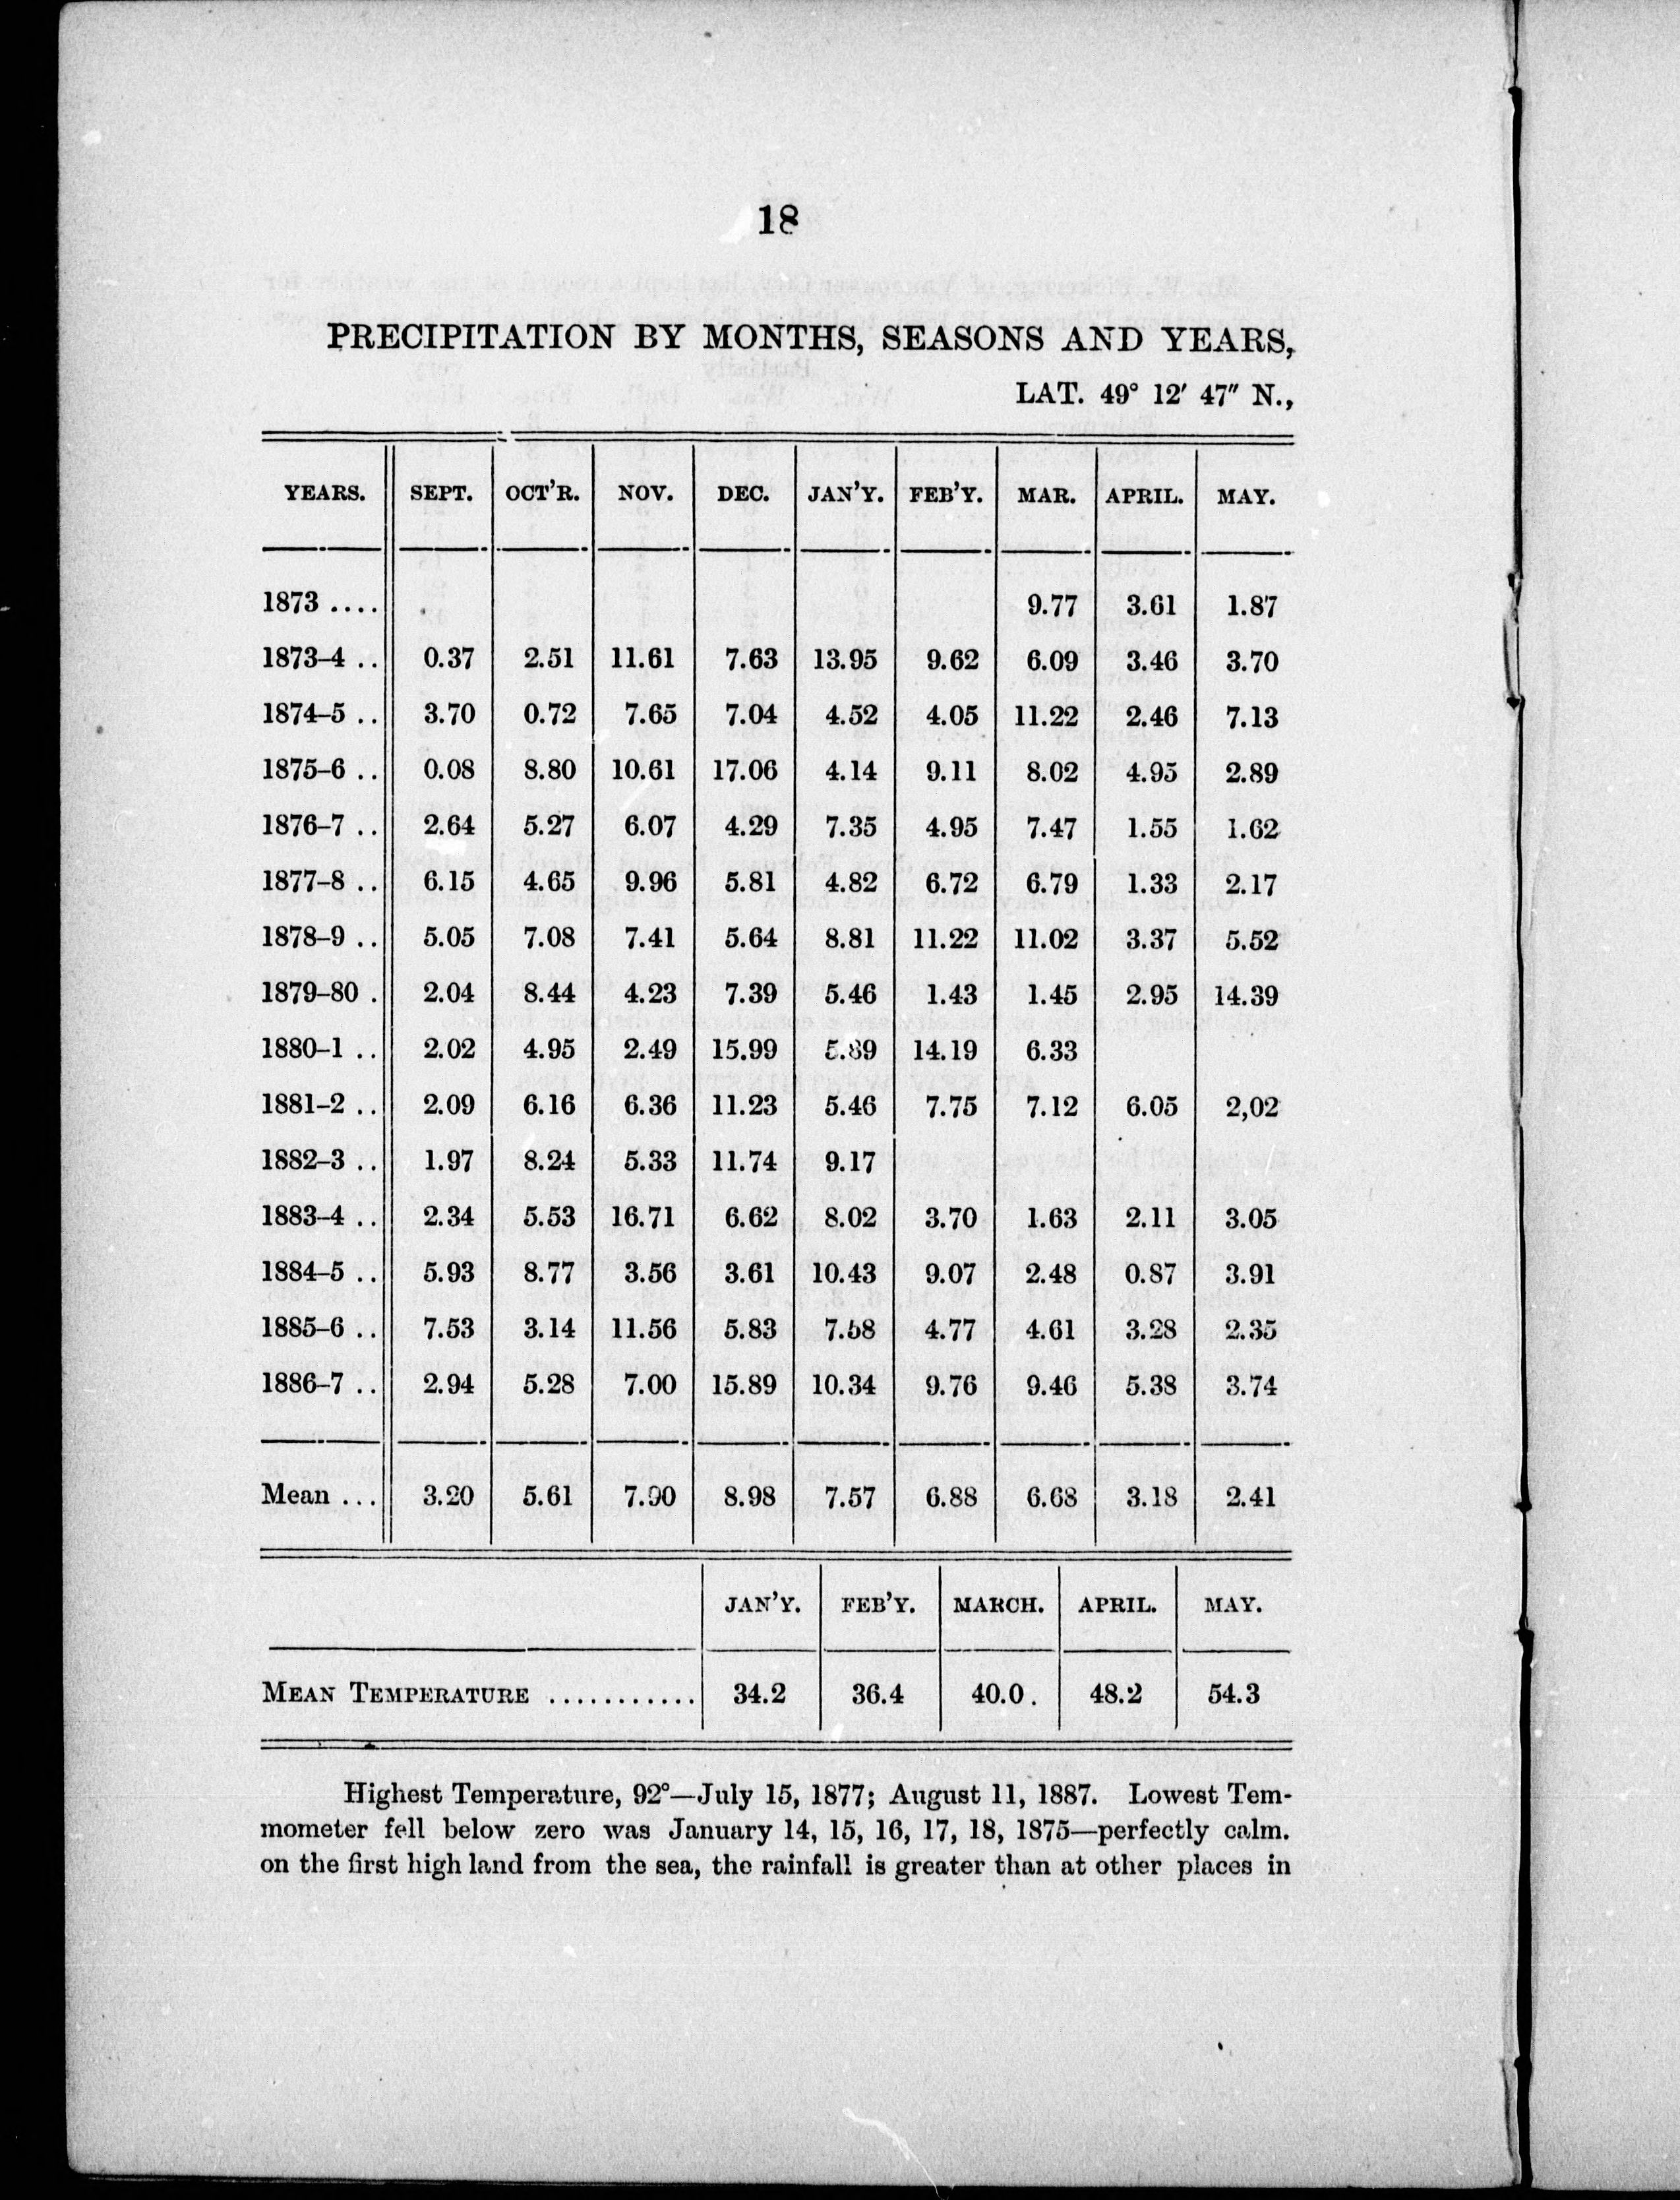 18
PRECIPITATION BY MONTHS, SEASONS AND YEARS,
LAT. 49° 12′ 47″ N.,
YEARS. SEPT. OCT'R. NOV. DEC. JAN'Y. FEB'Y. MAR. APRIL. MAY.
1873 .... 9.77 3.61 1.87
1873–4 .. 0.37 2.51 11.61 7.63 13.95 9.62 6.09 3.46 3.70
1874–5 .. 3.70 0.72 7.65 7.04 4.52 4.05 11.22 2.46 7.13
1875–6 .. 0.08 8.80 10.61 17.06 4.14 9.11 8.02 4.95 2.89
1876–7 .. 2.64 5.27 6.07 4.29 7.35 4.95 7.47 1.55 1.62
1877–8 .. 6.15 4.65 9.96 5.81 4.82 6.72 6.79 1.33 2.17
1878–9 .. 5.05 7.08 7.41 5.64 8.81 11.22 11.02 3.37 5.52
1879–80 . 2.04 8.44 4.23 7.39 5.46 1.43 1.45 2.95 14.39
1880–1 .. 2.02 4.95 2.49 15.99 5.89 14.19 6.33
1881–2 .. 2.09 6.16 6.36 11.23 5.46 7.75 7.12 6.05 2,02
1882–3 .. 1.97 8.24 5.33 11.74 9.17
1883–4 .. 2.34 5.53 16.71 6.62 8.02 3.70 1.63 2.11 3.05
1884–5 .. 5.93 8.77 3.56 3.61 10.43 9.07 2.48 0.87 3.91
1885–6 .. 7.53 3.14 11.56 5.83 7.58 4.77 4.61 3.28 2.35
1886–7 .. 2.94 5.28 7.00 15.89 10.34 9.76 9.46 5.38 3.74
Mean ... 3.20 5.61 7.90 8.98 7.57 6.88 6.68 3.18 2.41
JAN'Y. FEB'Y. MARCH. APRIL. MAY.
MEAN TEMPERATURE ........... 34.2 36.4 40.0. 48.2 54.3
Highest Temperature, 92°—July 15, 1877; August 11, 1887. Lowest Tem-
mometer fell below zero was January 14, 15, 16, 17, 18, 1875—perfectly calm.
on the first high land from the sea, the rainfall is greater than at other places in